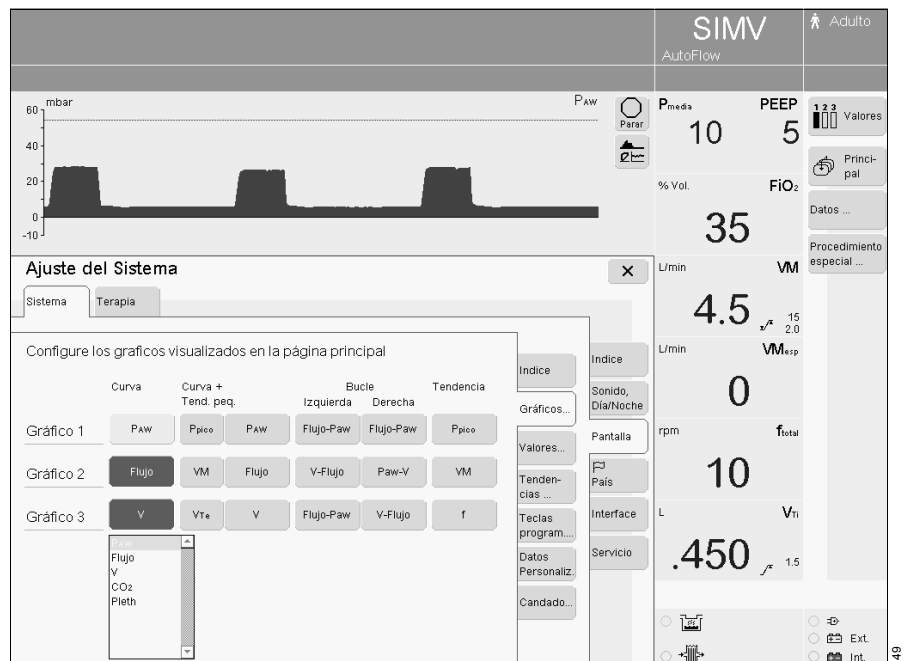 SIMV
AutoFlow
Adulto
mbar
60
40
20
0
-10
PAW
Parar
Pmedia
PEEP
10
5
1 2 3
Valores
Princi-
pal
Datos ...
Procedimiento
especial ...
% Vol.
FiO2
35
L/min
VM
4.5
15
2.0
L/min
VMesp
0
rpm
ftotal
10
L
VTi
.450
1.5
Ext.
Int.
Ajuste del Sistema
Sistema
Terapia
Configure los graficos visualizados en la página principal
Curva
Curva +
Tend. peq.
Bucle
Izquierda
Derecha
Tendencia
Gráfico 1
PAW
Ppico
PAW
Flujo-Paw
Flujo-Paw
Ppico
Gráfico 2
Flujo
VM
Flujo
V-Flujo
Paw-V
VM
Gráfico 3
V
VTe
V
Flujo-Paw
V-Flujo
f
PAW
Flujo
V
CO2
Pleth
Indice
Gráficos...
Valores...
Tenden-
cias ...
Teclas
program....
Datos
Personaliz.
Candado...
Indice
Sonido,
Día/Noche
Pantalla
País
Interface
Servicio
49